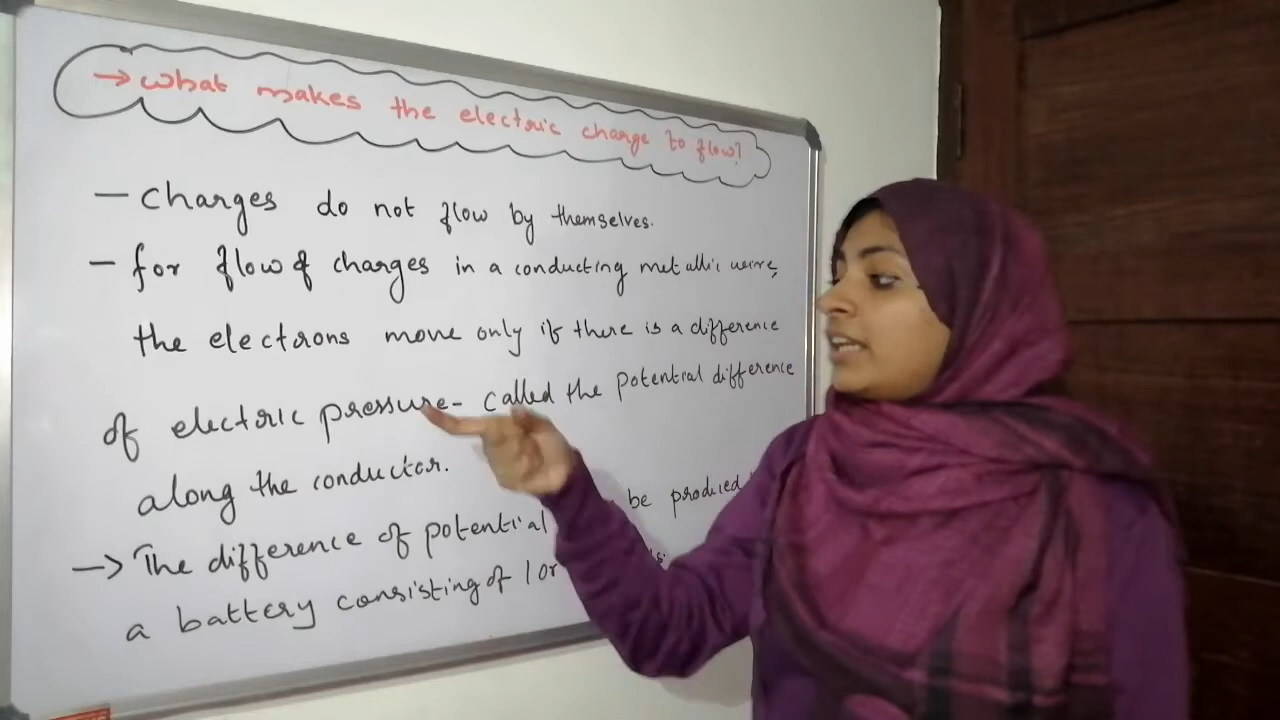 → What makes the electric charge to flow?
— Charges do not flow by themselves.
— for flow of charges in a conducting metallic wire,
the electrons move only if there is a difference
of electric pressure- called the potential difference
along the conductor.
→ The difference of potential be produced
a battery consisting of 1 or